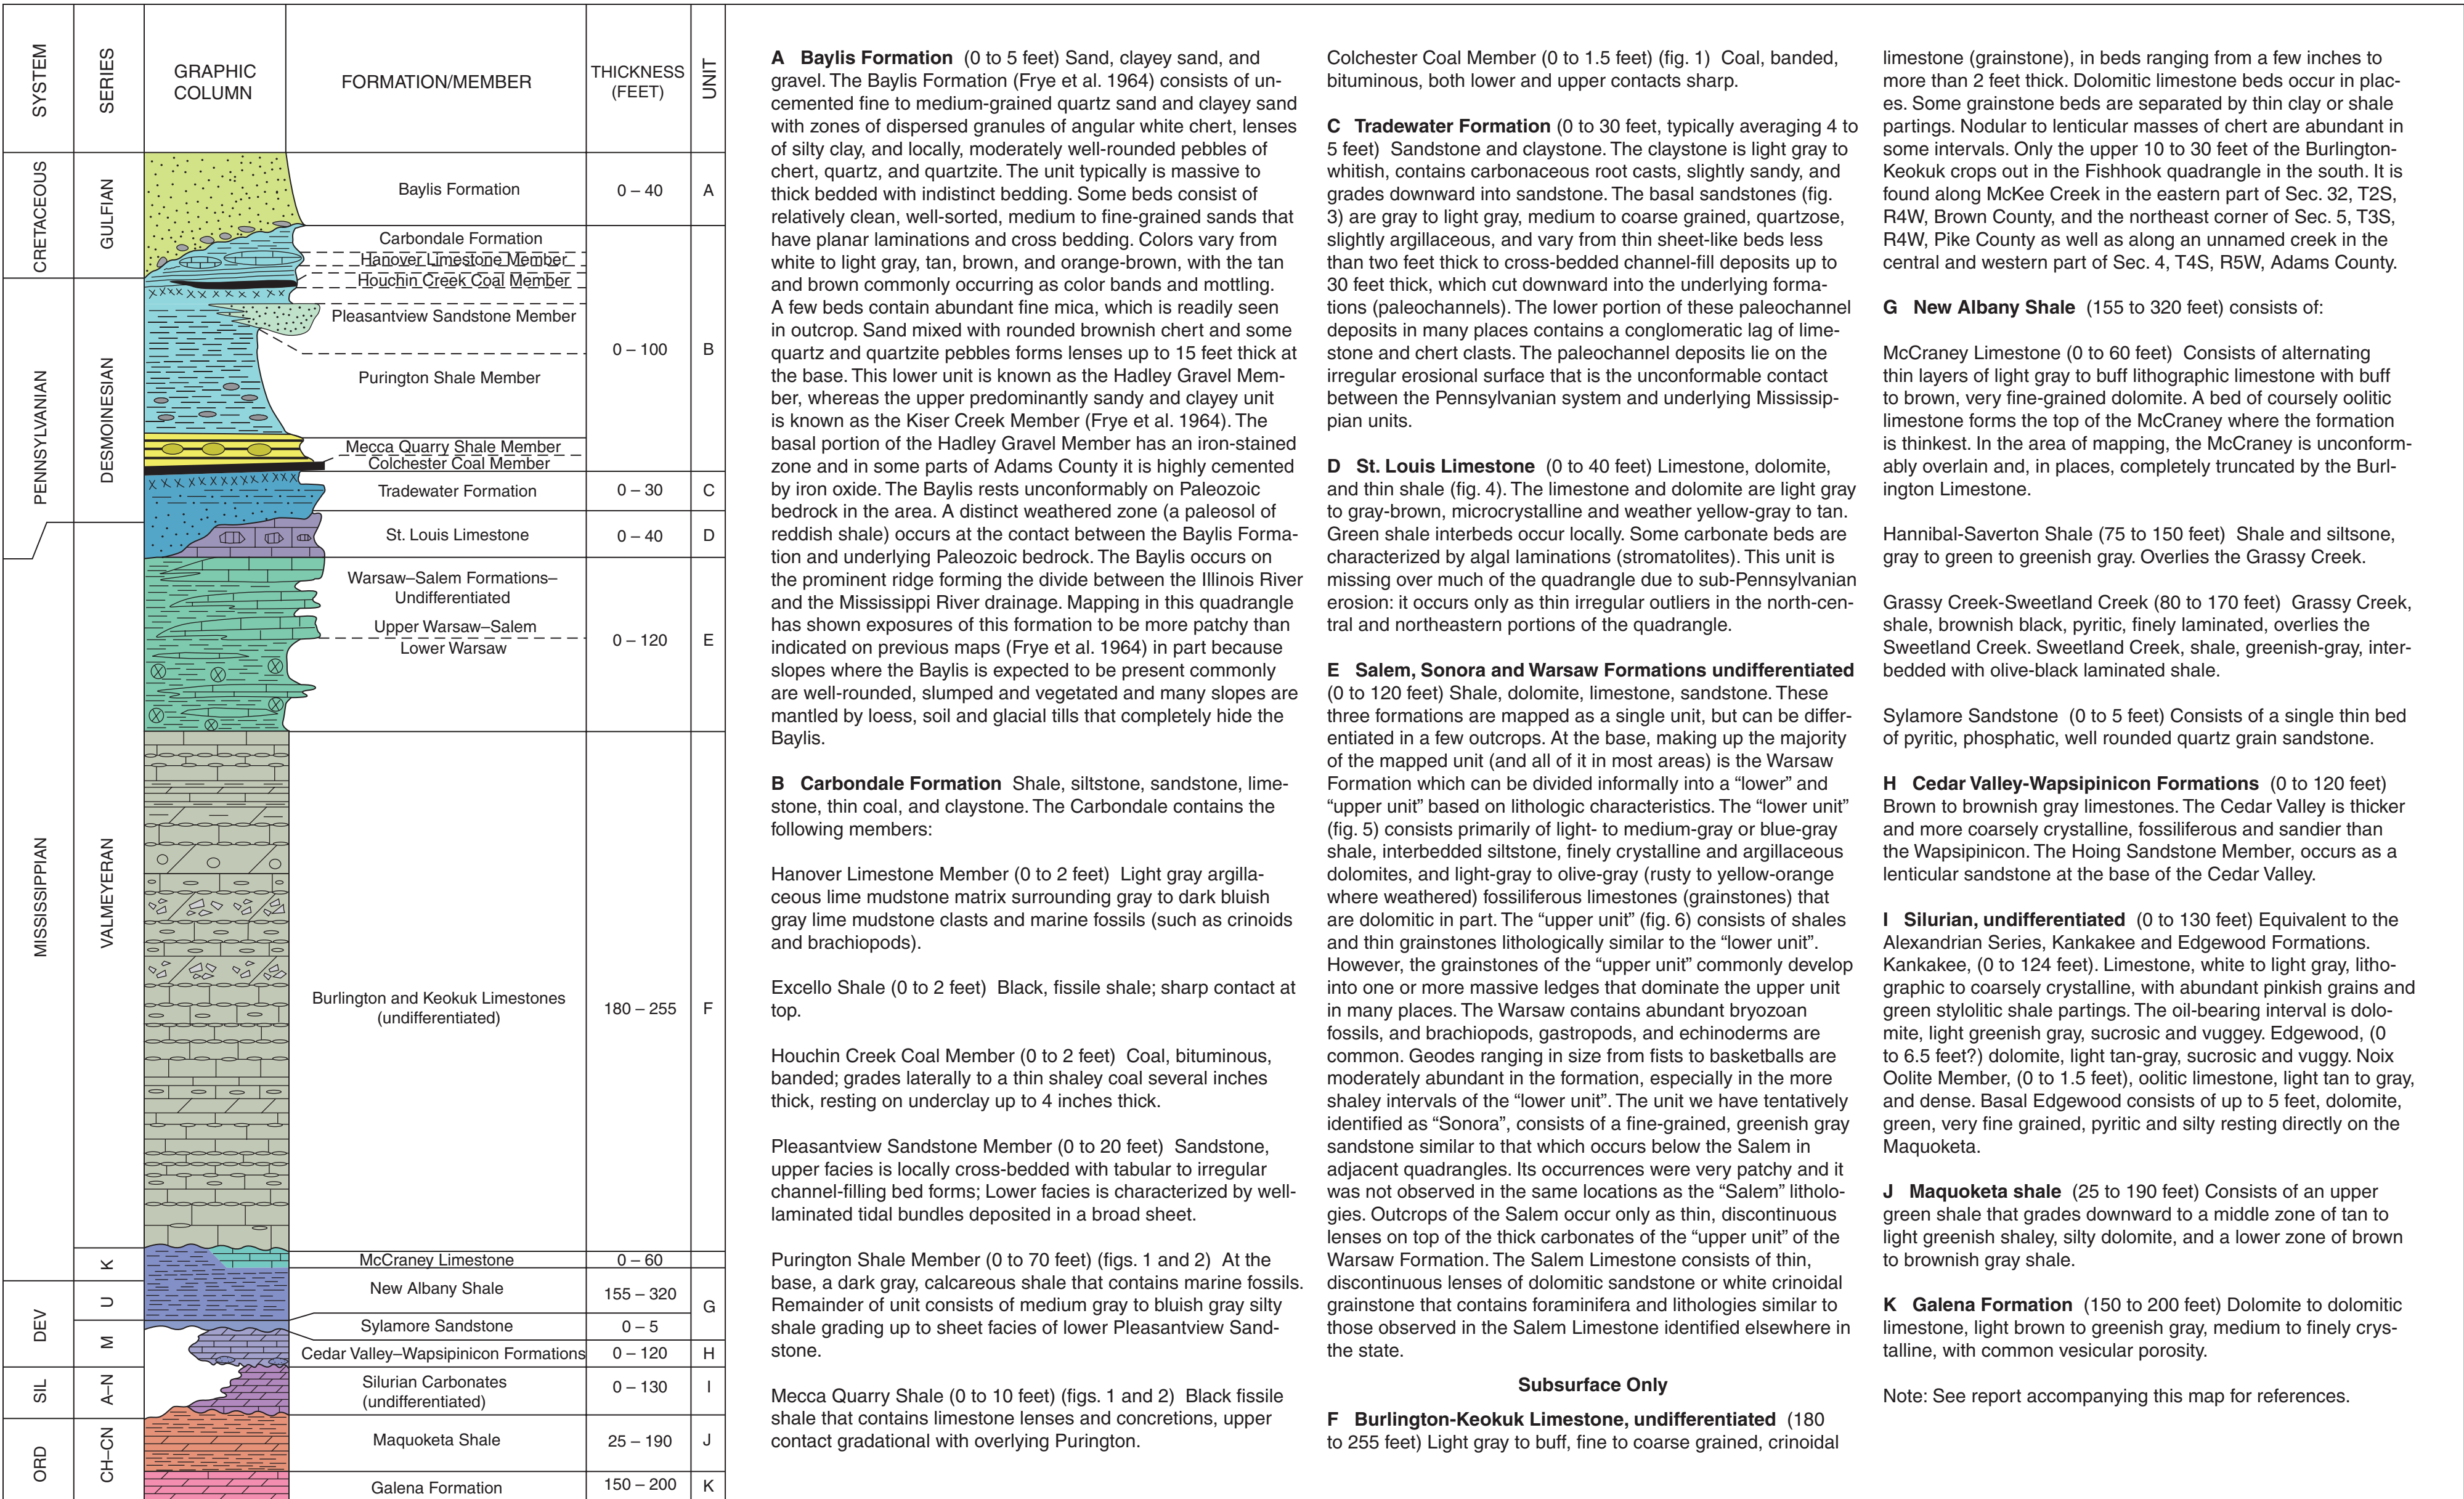 SYSTEM
SERIES
GRAPHIC
COLUMN
FORMATION/MEMBER
THICKNESS
(FEET)
UNIT
CRETACEOUS
GULFIAN
Baylis Formation
0 – 40
A
PENNSYLVANIAN
DESMOINESIAN
Carbondale Formation
Hanover Limestone Member
Houchin Creek Coal Member
Pleasantview Sandstone Member
0 – 100
B
Purington Shale Member
Mecca Quarry Shale Member
Colchester Coal Member
Tradewater Formation
0 – 30
C
MISSISSIPPIAN
VALMEYERAN
St. Louis Limestone
0 – 40
D
Warsaw–Salem Formations–
Undifferentiated
Upper Warsaw–Salem
Lower Warsaw
0 – 120
E
Burlington and Keokuk Limestones
(undifferentiated)
180 – 255
F
K
McCraney Limestone
0 – 60
DEV
U
New Albany Shale
155 – 320
G
Sylamore Sandstone
0 – 5
M
Cedar Valley–Wapsipinicon Formations
0 – 120
H
SIL
A–N
Silurian Carbonates
(undifferentiated)
0 – 130
I
ORD
CH–CN
Maquoketa Shale
25 – 190
J
Galena Formation
150 – 200
K
A Baylis Formation (0 to 5 feet) Sand, clayey sand, and
gravel. The Baylis Formation (Frye et al. 1964) consists of un-
cemented fine to medium-grained quartz sand and clayey sand
with zones of dispersed granules of angular white chert, lenses
of silty clay, and locally, moderately well-rounded pebbles of
chert, quartz, and quartzite. The unit typically is massive to
thick bedded with indistinct bedding. Some beds consist of
relatively clean, well-sorted, medium to fine-grained sands that
have planar laminations and cross bedding. Colors vary from
white to light gray, tan, brown, and orange-brown, with the tan
and brown commonly occurring as color bands and mottling.
A few beds contain abundant fine mica, which is readily seen
in outcrop. Sand mixed with rounded brownish chert and some
quartz and quartzite pebbles forms lenses up to 15 feet thick at
the base. This lower unit is known as the Hadley Gravel Mem-
ber, whereas the upper predominantly sandy and clayey unit
is known as the Kiser Creek Member (Frye et al. 1964). The
basal portion of the Hadley Gravel Member has an iron-stained
zone and in some parts of Adams County it is highly cemented
by iron oxide. The Baylis rests unconformably on Paleozoic
bedrock in the area. A distinct weathered zone (a paleosol of
reddish shale) occurs at the contact between the Baylis Forma-
tion and underlying Paleozoic bedrock. The Baylis occurs on
the prominent ridge forming the divide between the Illinois River
and the Mississippi River drainage. Mapping in this quadrangle
has shown exposures of this formation to be more patchy than
indicated on previous maps (Frye et al. 1964) in part because
slopes where the Baylis is expected to be present commonly
are well-rounded, slumped and vegetated and many slopes are
mantled by loess, soil and glacial tills that completely hide the
Baylis.
B Carbondale Formation Shale, siltstone, sandstone, lime-
stone, thin coal, and claystone. The Carbondale contains the
following members:
Hanover Limestone Member (0 to 2 feet) Light gray argilla-
ceous lime mudstone matrix surrounding gray to dark bluish
gray lime mudstone clasts and marine fossils (such as crinoids
and brachiopods).
Excello Shale (0 to 2 feet) Black, fissile shale; sharp contact at
top.
Houchin Creek Coal Member (0 to 2 feet) Coal, bituminous,
banded; grades laterally to a thin shaley coal several inches
thick, resting on underclay up to 4 inches thick.
Pleasantview Sandstone Member (0 to 20 feet) Sandstone,
upper facies is locally cross-bedded with tabular to irregular
channel-filling bed forms; Lower facies is characterized by well-
laminated tidal bundles deposited in a broad sheet.
Purington Shale Member (0 to 70 feet) (figs. 1 and 2) At the
base, a dark gray, calcareous shale that contains marine fossils.
Remainder of unit consists of medium gray to bluish gray silty
shale grading up to sheet facies of lower Pleasantview Sand-
stone.
Mecca Quarry Shale (0 to 10 feet) (figs. 1 and 2) Black fissile
shale that contains limestone lenses and concretions, upper
contact gradational with overlying Purington.
Colchester Coal Member (0 to 1.5 feet) (fig. 1) Coal, banded,
bituminous, both lower and upper contacts sharp.
C Tradewater Formation (0 to 30 feet, typically averaging 4 to
5 feet) Sandstone and claystone. The claystone is light gray to
whitish, contains carbonaceous root casts, slightly sandy, and
grades downward into sandstone. The basal sandstones (fig.
3) are gray to light gray, medium to coarse grained, quartzose,
slightly argillaceous, and vary from thin sheet-like beds less
than two feet thick to cross-bedded channel-fill deposits up to
30 feet thick, which cut downward into the underlying forma-
tions (paleochannels). The lower portion of these paleochannel
deposits in many places contains a conglomeratic lag of lime-
stone and chert clasts. The paleochannel deposits lie on the
irregular erosional surface that is the unconformable contact
between the Pennsylvanian system and underlying Mississip-
pian units.
D St. Louis Limestone (0 to 40 feet) Limestone, dolomite,
and thin shale (fig. 4). The limestone and dolomite are light gray
to gray-brown, microcrystalline and weather yellow-gray to tan.
Green shale interbeds occur locally. Some carbonate beds are
characterized by algal laminations (stromatolites). This unit is
missing over much of the quadrangle due to sub-Pennsylvanian
erosion: it occurs only as thin irregular outliers in the north-cen-
tral and northeastern portions of the quadrangle.
E Salem, Sonora and Warsaw Formations undifferentiated
(0 to 120 feet) Shale, dolomite, limestone, sandstone. These
three formations are mapped as a single unit, but can be differ-
entiated in a few outcrops. At the base, making up the majority
of the mapped unit (and all of it in most areas) is the Warsaw
Formation which can be divided informally into a “lower” and
“upper unit” based on lithologic characteristics. The “lower unit”
(fig. 5) consists primarily of light- to medium-gray or blue-gray
shale, interbedded siltstone, finely crystalline and argillaceous
dolomites, and light-gray to olive-gray (rusty to yellow-orange
where weathered) fossiliferous limestones (grainstones) that
are dolomitic in part. The “upper unit” (fig. 6) consists of shales
and thin grainstones lithologically similar to the “lower unit”.
However, the grainstones of the “upper unit” commonly develop
into one or more massive ledges that dominate the upper unit
in many places. The Warsaw contains abundant bryozoan
fossils, and brachiopods, gastropods, and echinoderms are
common. Geodes ranging in size from fists to basketballs are
moderately abundant in the formation, especially in the more
shaley intervals of the “lower unit”. The unit we have tentatively
identified as “Sonora”, consists of a fine-grained, greenish gray
sandstone similar to that which occurs below the Salem in
adjacent quadrangles. Its occurrences were very patchy and it
was not observed in the same locations as the “Salem” litholo-
gies. Outcrops of the Salem occur only as thin, discontinuous
lenses on top of the thick carbonates of the “upper unit” of the
Warsaw Formation. The Salem Limestone consists of thin,
discontinuous lenses of dolomitic sandstone or white crinoidal
grainstone that contains foraminifera and lithologies similar to
those observed in the Salem Limestone identified elsewhere in
the state.
Subsurface Only
F Burlington-Keokuk Limestone, undifferentiated (180
to 255 feet) Light gray to buff, fine to coarse grained, crinoidal
limestone (grainstone), in beds ranging from a few inches to
more than 2 feet thick. Dolomitic limestone beds occur in plac-
es. Some grainstone beds are separated by thin clay or shale
partings. Nodular to lenticular masses of chert are abundant in
some intervals. Only the upper 10 to 30 feet of the Burlington-
Keokuk crops out in the Fishhook quadrangle in the south. It is
found along McKee Creek in the eastern part of Sec. 32, T2S,
R4W, Brown County, and the northeast corner of Sec. 5, T3S,
R4W, Pike County as well as along an unnamed creek in the
central and western part of Sec. 4, T4S, R5W, Adams County.
G New Albany Shale (155 to 320 feet) consists of:
McCraney Limestone (0 to 60 feet) Consists of alternating
thin layers of light gray to buff lithographic limestone with buff
to brown, very fine-grained dolomite. A bed of coursely oolitic
limestone forms the top of the McCraney where the formation
is thinkest. In the area of mapping, the McCraney is unconform-
ably overlain and, in places, completely truncated by the Burl-
ington Limestone.
Hannibal-Saverton Shale (75 to 150 feet) Shale and siltsone,
gray to green to greenish gray. Overlies the Grassy Creek.
Grassy Creek-Sweetland Creek (80 to 170 feet) Grassy Creek,
shale, brownish black, pyritic, finely laminated, overlies the
Sweetland Creek. Sweetland Creek, shale, greenish-gray, inter-
bedded with olive-black laminated shale.
Sylamore Sandstone (0 to 5 feet) Consists of a single thin bed
of pyritic, phosphatic, well rounded quartz grain sandstone.
H Cedar Valley-Wapsipinicon Formations (0 to 120 feet)
Brown to brownish gray limestones. The Cedar Valley is thicker
and more coarsely crystalline, fossiliferous and sandier than
the Wapsipinicon. The Hoing Sandstone Member, occurs as a
lenticular sandstone at the base of the Cedar Valley.
I Silurian, undifferentiated (0 to 130 feet) Equivalent to the
Alexandrian Series, Kankakee and Edgewood Formations.
Kankakee, (0 to 124 feet). Limestone, white to light gray, litho-
graphic to coarsely crystalline, with abundant pinkish grains and
green stylolitic shale partings. The oil-bearing interval is dolo-
mite, light greenish gray, sucrosic and vuggey. Edgewood, (0
to 6.5 feet?) dolomite, light tan-gray, sucrosic and vuggy. Noix
Oolite Member, (0 to 1.5 feet), oolitic limestone, light tan to gray,
and dense. Basal Edgewood consists of up to 5 feet, dolomite,
green, very fine grained, pyritic and silty resting directly on the
Maquoketa.
J Maquoketa shale (25 to 190 feet) Consists of an upper
green shale that grades downward to a middle zone of tan to
light greenish shaley, silty dolomite, and a lower zone of brown
to brownish gray shale.
K Galena Formation (150 to 200 feet) Dolomite to dolomitic
limestone, light brown to greenish gray, medium to finely crys-
talline, with common vesicular porosity.
Note: See report accompanying this map for references.